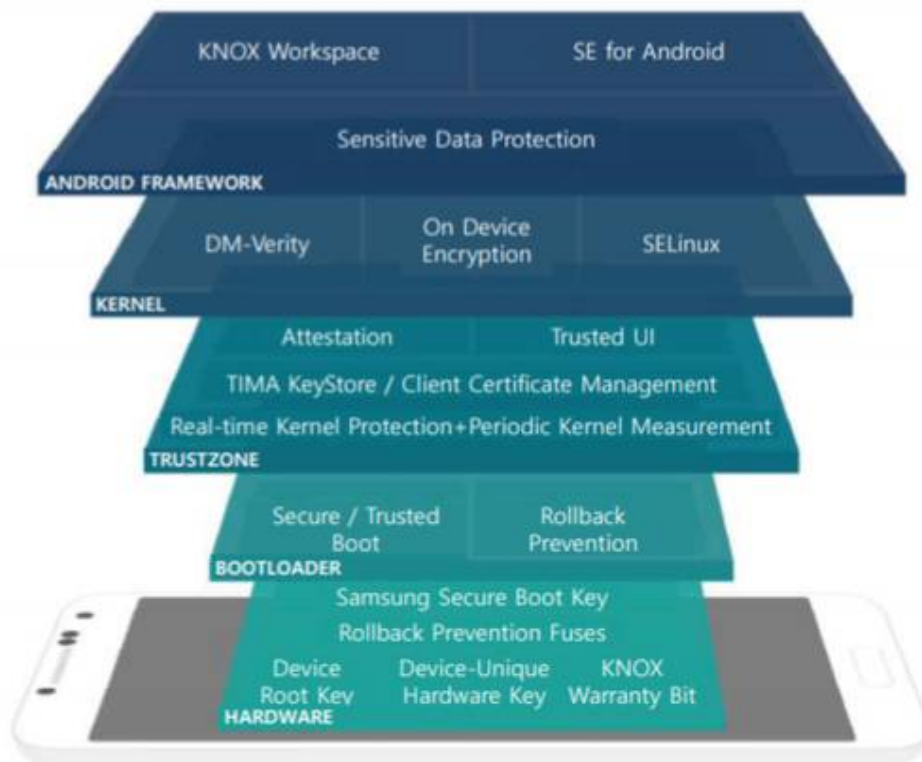 KNOX Workspace
SE for Android
Sensitive Data Protection
ANDROID FRAMEWORK
DM-Verity
On Device
Encryption
SELinux
KERNEL
Attestation
Trusted UI
TIMA KeyStore / Client Certificate Management
Real-time Kernel Protection+Periodic Kernel Measurement
TRUSTZONE
Secure / Trusted
Boot
Rollback
Prevention
BOOTLOADER
Samsung Secure Boot Key
Rollback Prevention Fuses
Device
Root Key
Device-Unique
Hardware Key
KNOX
Warranty Bit
HARDWARE